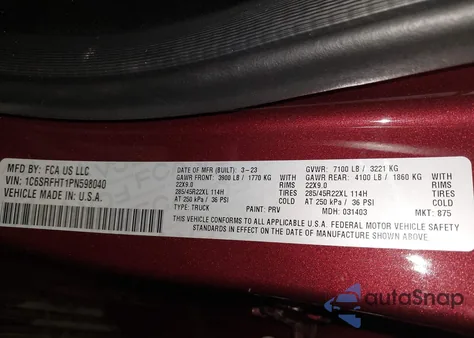 MFD BY: FCA US LLC
VIN: 1C6SRFHT1PN598040
VEHICLE MADE IN: U.S.A.
DATE OF MFR (BUILT): 3-23
GVWR: 7100 LB / 3221 KG
GAWR FRONT: 3900 LB / 1770 KG
GAWR REAR: 4100 LB / 1860 KG
22X9.0 RIMS 22X9.0 RIMS
285/45R22XL 114H TIRES 285/45R22XL 114H TIRES
AT 250 kPa / 36 PSI COLD AT 250 kPa / 36 PSI COLD
TYPE: TRUCK PAINT: PRV MDH: 031403 MKT: 875
THIS VEHICLE CONFORMS TO ALL APPLICABLE U.S.A. FEDERAL MOTOR VEHICLE SAFETY
STANDARDS IN EFFECT ON THE DATE OF MANUFACTURE SHOWN ABOVE
autoSnap